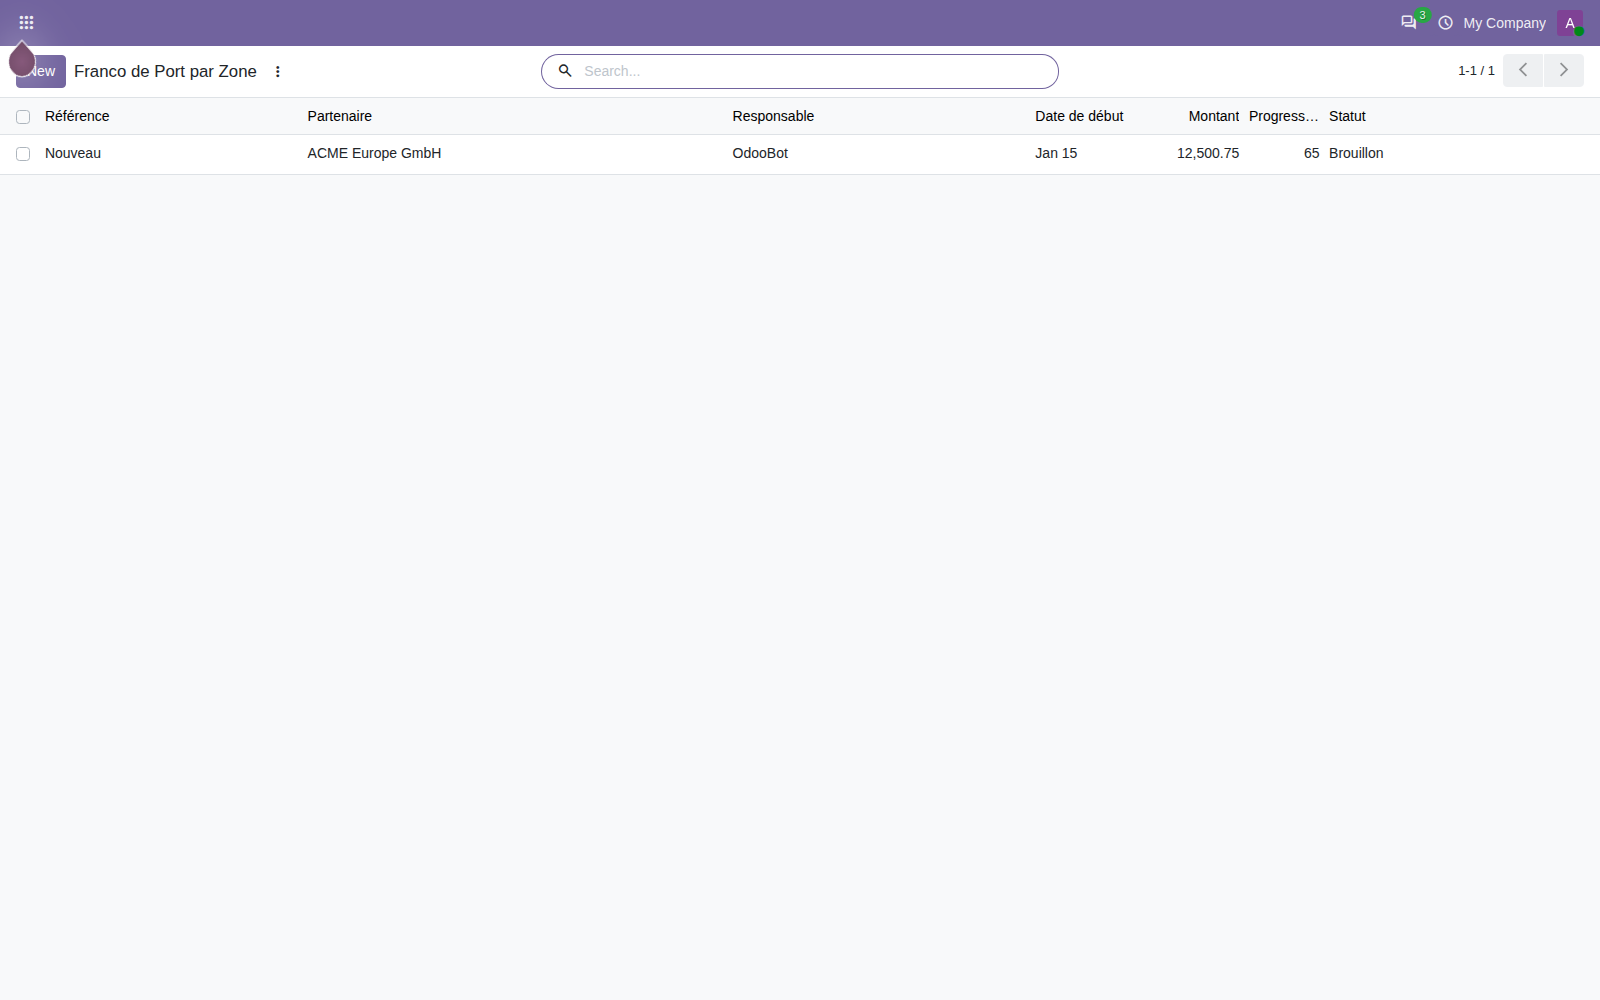 3 My Company A
New Franco de Port par Zone Search... 1-1 / 1
Référence Partenaire Responsable Date de début Montant Progress… Statut
Nouveau ACME Europe GmbH OdooBot Jan 15 12,500.75 65 Brouillon